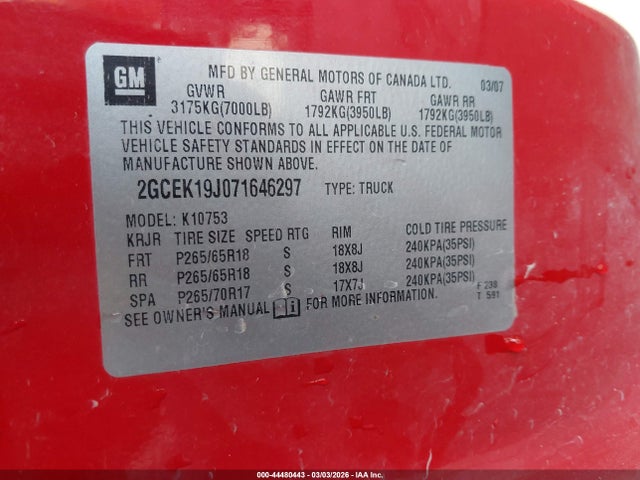 GM
MFD BY GENERAL MOTORS OF CANADA LTD. 03/07
GVWR GAWR FRT GAWR RR
3175KG(7000LB) 1792KG(3950LB) 1792KG(3950LB)
THIS VEHICLE CONFORMS TO ALL APPLICABLE U.S. FEDERAL MOTOR
VEHICLE SAFETY STANDARDS IN EFFECT ON THE DATE OF
MANUFACTURE SHOWN ABOVE.
2GCEK19J071646297 TYPE: TRUCK
MODEL: K10753
KRJR TIRE SIZE SPEED RTG RIM COLD TIRE PRESSURE
FRT P265/65R18 S 18X8J 240KPA(35PSI)
RR P265/65R18 S 18X8J 240KPA(35PSI)
SPA P265/70R17 S 17X7J 240KPA(35PSI)
F 238
T 591
SEE OWNER'S MANUAL FOR MORE INFORMATION.
000-44480443 - 03/03/2026 - IAA Inc.